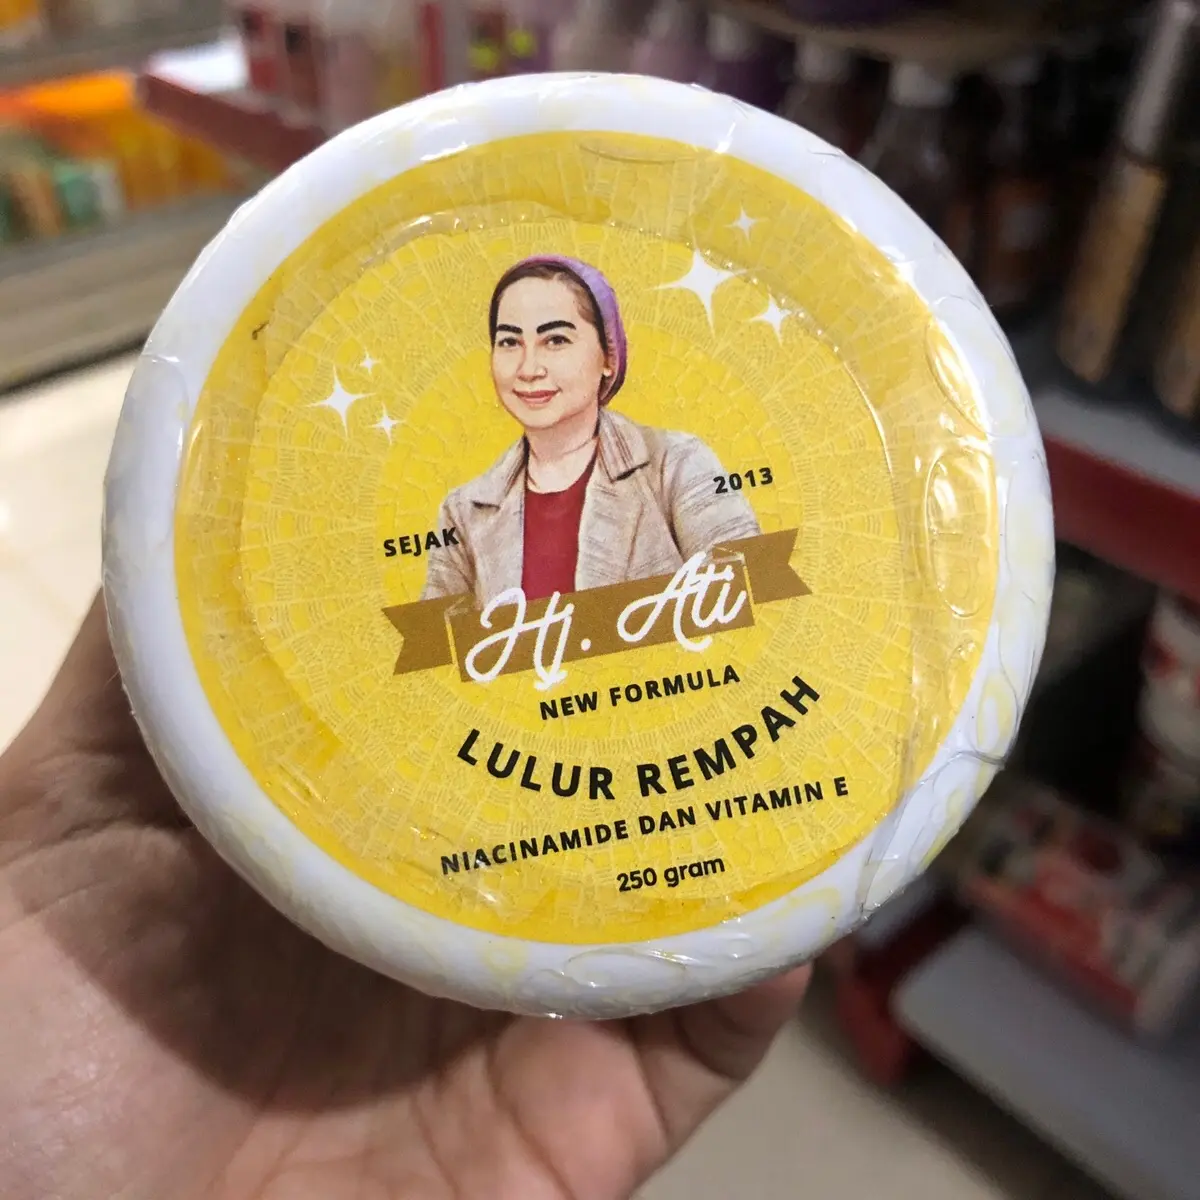 SEJAK 2013
Hj. Ati
NEW FORMULA
LULUR REMPAH
NIACINAMIDE DAN VITAMIN E
250 gram